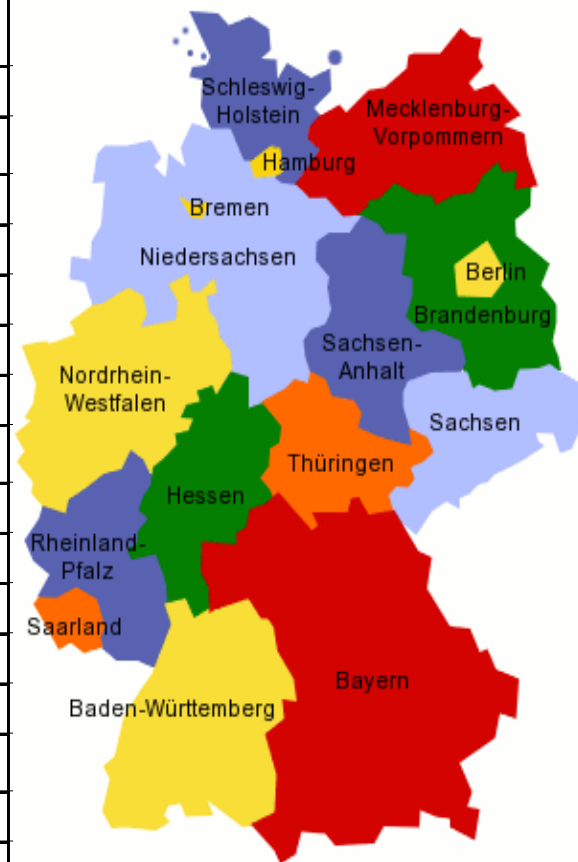 Schleswig-
Holstein
Mecklenburg-
Vorpommern
Hamburg
Bremen
Niedersachsen
Berlin
Brandenburg
Sachsen-
Anhalt
Nordrhein-
Westfalen
Sachsen
Thüringen
Hessen
Rheinland-
Pfalz
Saarland
Bayern
Baden-Württemberg